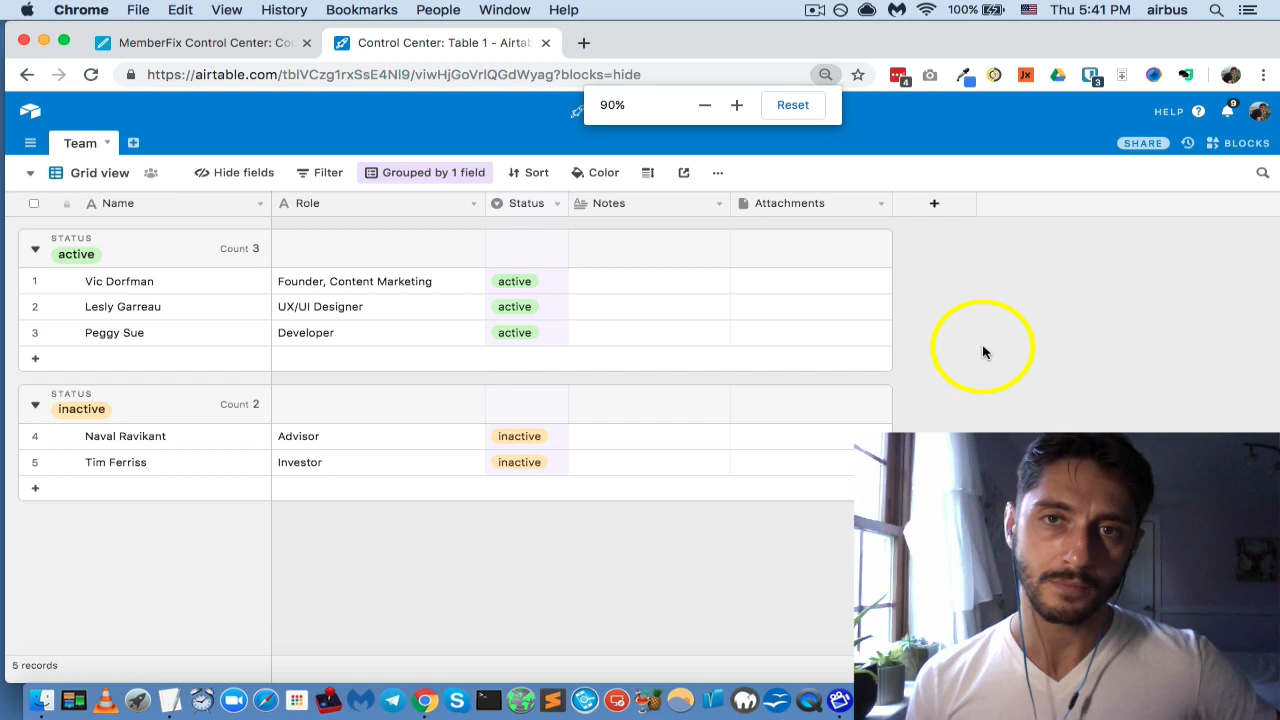 Chrome File Edit View History Bookmarks People Window Help 100% Thu 5:41 PM airbus
MemberFix Control Center: Co
Control Center: Table 1 - Airta
https://airtable.com/tblVCzg1rxSsE4Nl9/viwHjGoVrlQGdWyag?blocks=hide
4
3
90%
Reset
HELP
9
Team
SHARE
BLOCKS
Grid view
Hide fields
Filter
Grouped by 1 field
Sort
Color
Name Role Status Notes Attachments
STATUS
active Count 3
1 Vic Dorfman Founder, Content Marketing active
2 Lesly Garreau UX/UI Designer active
3 Peggy Sue Developer active
STATUS
inactive Count 2
4 Naval Ravikant Advisor inactive
5 Tim Ferriss Investor inactive
5 records